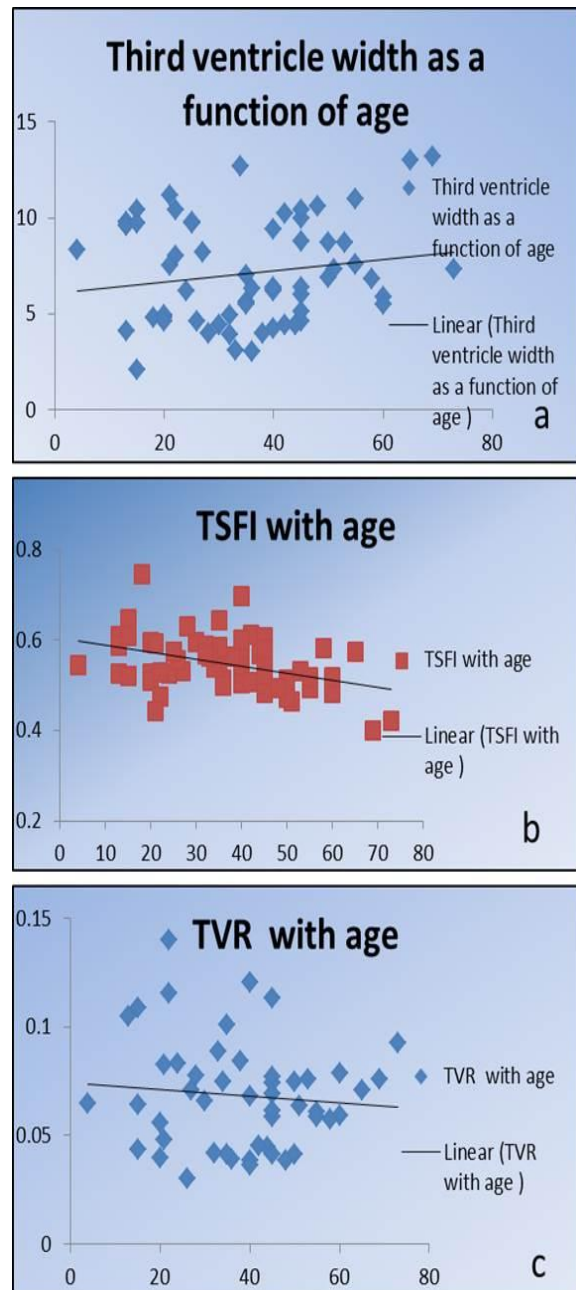 Third ventricle width as a
function of age
15
10
5
0
0 20 40 60 80
Third ventricle
width as a
function of age
Linear (Third
ventricle width
as a function of
age )
a
TSFI with age
0.8
0.6
0.4
0.2
0 10 20 30 40 50 60 70 80
TSFI with age
Linear (TSFI with
age )
b
TVR with age
0.15
0.1
0.05
0
0 20 40 60 80
TVR with age
Linear (TVR
with age )
c